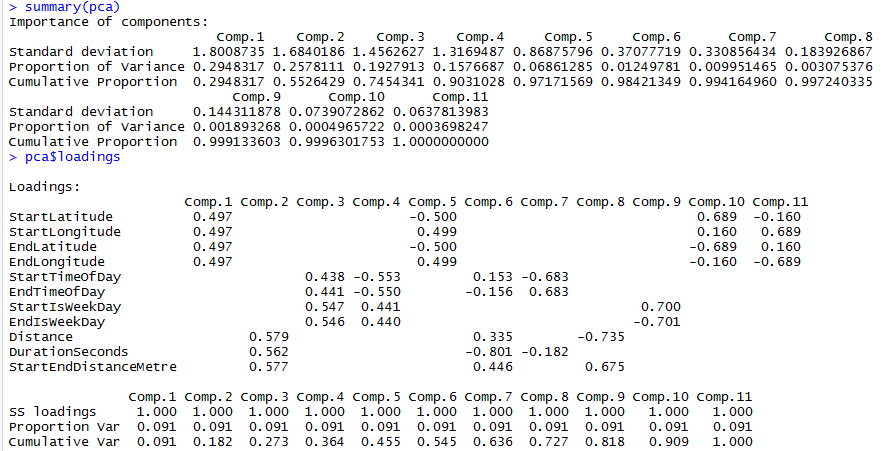 > summary(pca)
Importance of components:
                          Comp.1    Comp.2    Comp.3    Comp.4     Comp.5     Comp.6      Comp.7      Comp.8
Standard deviation     1.8008735 1.6840186 1.4562627 1.3169487 0.86875796 0.37077719 0.330856434 0.183926867
Proportion of Variance 0.2948317 0.2578111 0.1927913 0.1576687 0.06861285 0.01249781 0.009951465 0.003075376
Cumulative Proportion  0.2948317 0.5526429 0.7454341 0.9031028 0.97171569 0.98421349 0.994164960 0.997240335
                            Comp.9      Comp.10      Comp.11
Standard deviation     0.144311878 0.0739072862 0.0637813983
Proportion of Variance 0.001893268 0.0004965722 0.0003698247
Cumulative Proportion  0.999133603 0.9996301753 1.0000000000
> pca$loadings

Loadings:
                      Comp.1 Comp.2 Comp.3 Comp.4 Comp.5 Comp.6 Comp.7 Comp.8 Comp.9 Comp.10 Comp.11
StartLatitude          0.497                      -0.500                              0.689  -0.160
StartLongitude         0.497                       0.499                              0.160   0.689
EndLatitude            0.497                      -0.500                             -0.689   0.160
EndLongitude           0.497                       0.499                             -0.160  -0.689
StartTimeOfDay                       0.438 -0.553         0.153 -0.683
EndTimeOfDay                         0.441 -0.550        -0.156  0.683
StartIsWeekDay                       0.547  0.441                              0.700
EndIsWeekDay                         0.546  0.440                             -0.701
Distance                      0.579                       0.335        -0.735
DurationSeconds               0.562                      -0.801 -0.182
StartEndDistanceMetre         0.577                       0.446         0.675

               Comp.1 Comp.2 Comp.3 Comp.4 Comp.5 Comp.6 Comp.7 Comp.8 Comp.9 Comp.10 Comp.11
SS loadings     1.000  1.000  1.000  1.000  1.000  1.000  1.000  1.000  1.000   1.000   1.000
Proportion Var  0.091  0.091  0.091  0.091  0.091  0.091  0.091  0.091  0.091   0.091   0.091
Cumulative Var  0.091  0.182  0.273  0.364  0.455  0.545  0.636  0.727  0.818   0.909   1.000